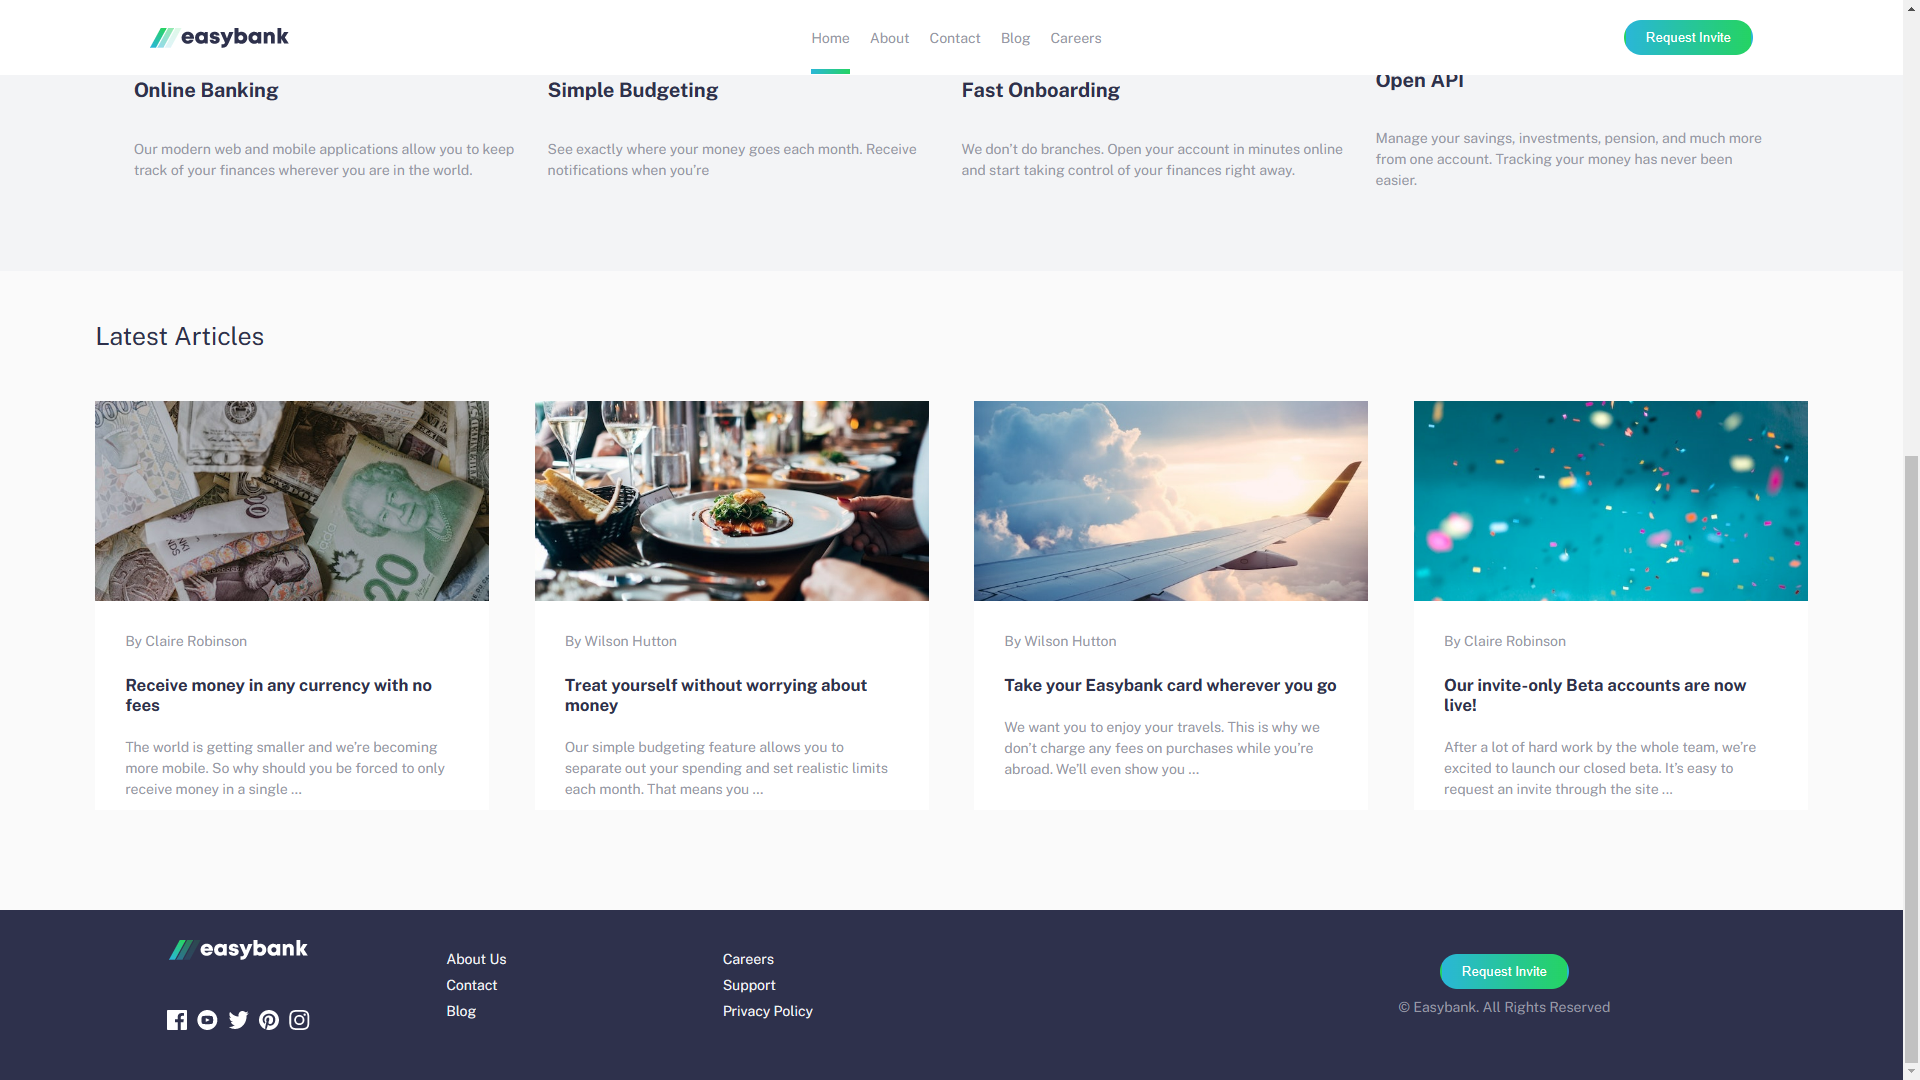 easybank
Home
About
Contact
Blog
Careers
Request Invite
Online Banking
Our modern web and mobile applications allow you to keep
track of your finances wherever you are in the world.
Simple Budgeting
See exactly where your money goes each month. Receive
notifications when you’re
Fast Onboarding
We don’t do branches. Open your account in minutes online
and start taking control of your finances right away.
Open API
Manage your savings, investments, pension, and much more
from one account. Tracking your money has never been
easier.
Latest Articles
20
By Claire Robinson
Receive money in any currency with no
fees
The world is getting smaller and we’re becoming
more mobile. So why should you be forced to only
receive money in a single ...
By Wilson Hutton
Treat yourself without worrying about
money
Our simple budgeting feature allows you to
separate out your spending and set realistic limits
each month. That means you ...
By Wilson Hutton
Take your Easybank card wherever you go
We want you to enjoy your travels. This is why we
don’t charge any fees on purchases while you’re
abroad. We’ll even show you ...
By Claire Robinson
Our invite-only Beta accounts are now
live!
After a lot of hard work by the whole team, we’re
excited to launch our closed beta. It’s easy to
request an invite through the site ...
easybank
About Us
Contact
Blog
Careers
Support
Privacy Policy
Request Invite
© Easybank. All Rights Reserved